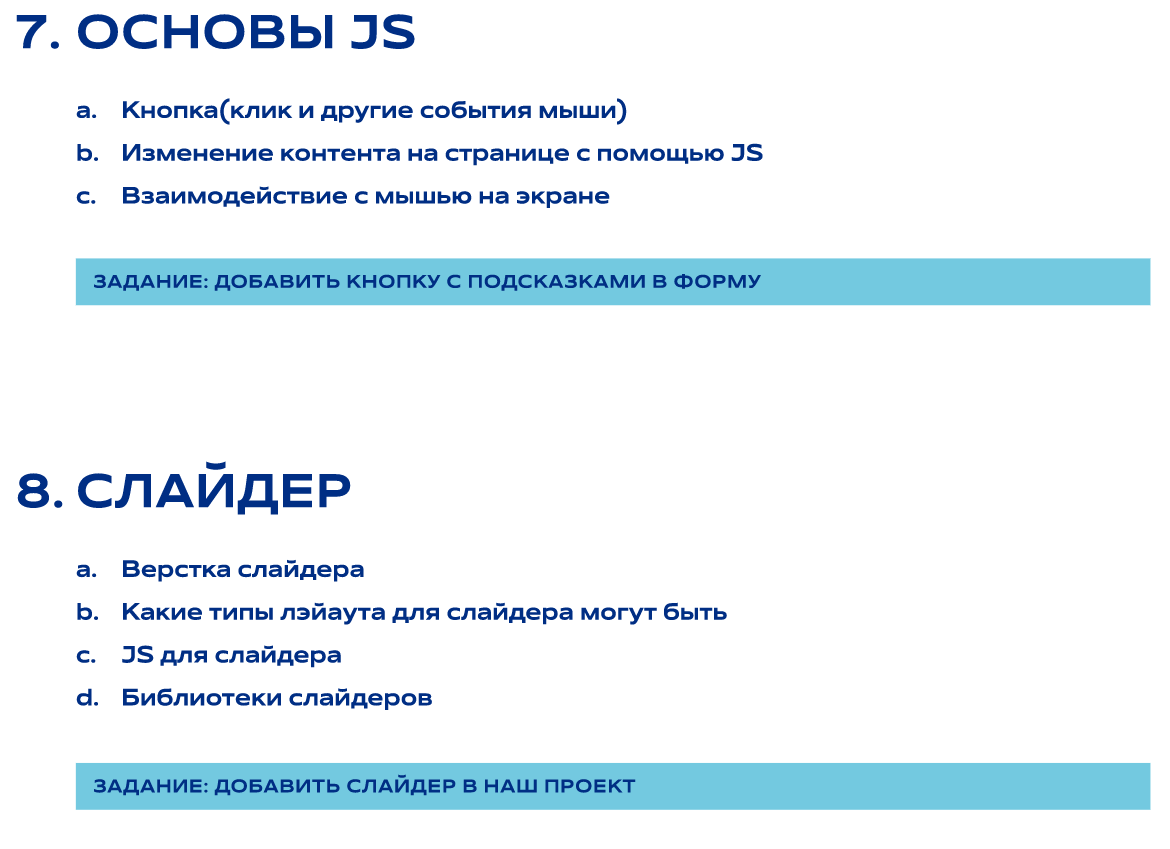 7. ОСНОВЫ JS
a. Кнопка(клик и другие события мыши)
b. Изменение контента на странице с помощью JS
c. Взаимодействие с мышью на экране
ЗАДАНИЕ: ДОБАВИТЬ КНОПКУ С ПОДСКАЗКАМИ В ФОРМУ
8. СЛАЙДЕР
a. Верстка слайдера
b. Какие типы лэйаута для слайдера могут быть
c. JS для слайдера
d. Библиотеки слайдеров
ЗАДАНИЕ: ДОБАВИТЬ СЛАЙДЕР В НАШ ПРОЕКТ